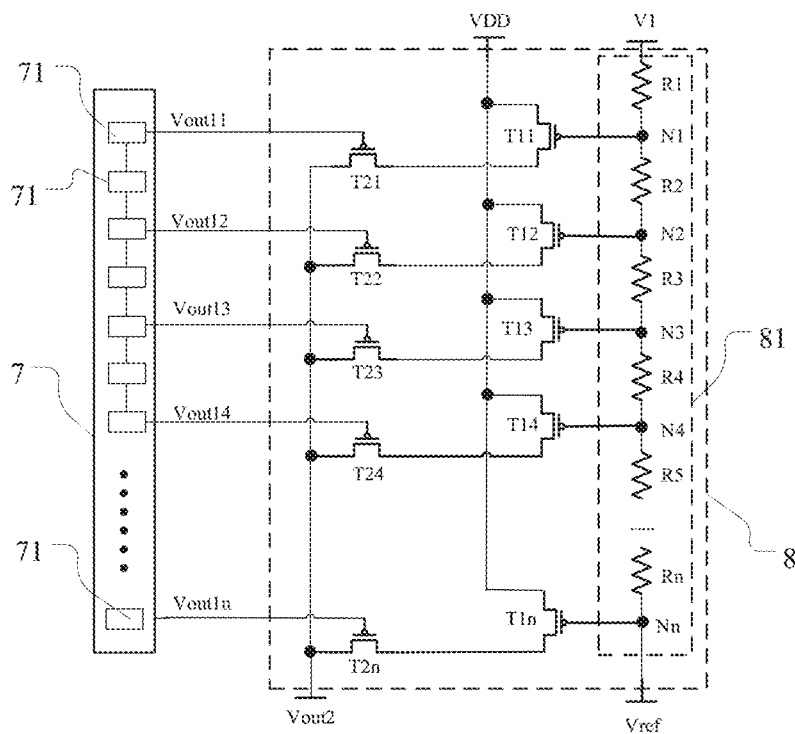 VDD
V1
71
R1
Vout11
T11
N1
71
T21
R2
Vout12
T12
N2
T22
R3
Vout13
T13
N3
81
7
T23
R4
Vout14
T14
N4
T24
R5
......
8
71
Rn
Vout1n
T1n
Nn
T2n
Vout2
Vref